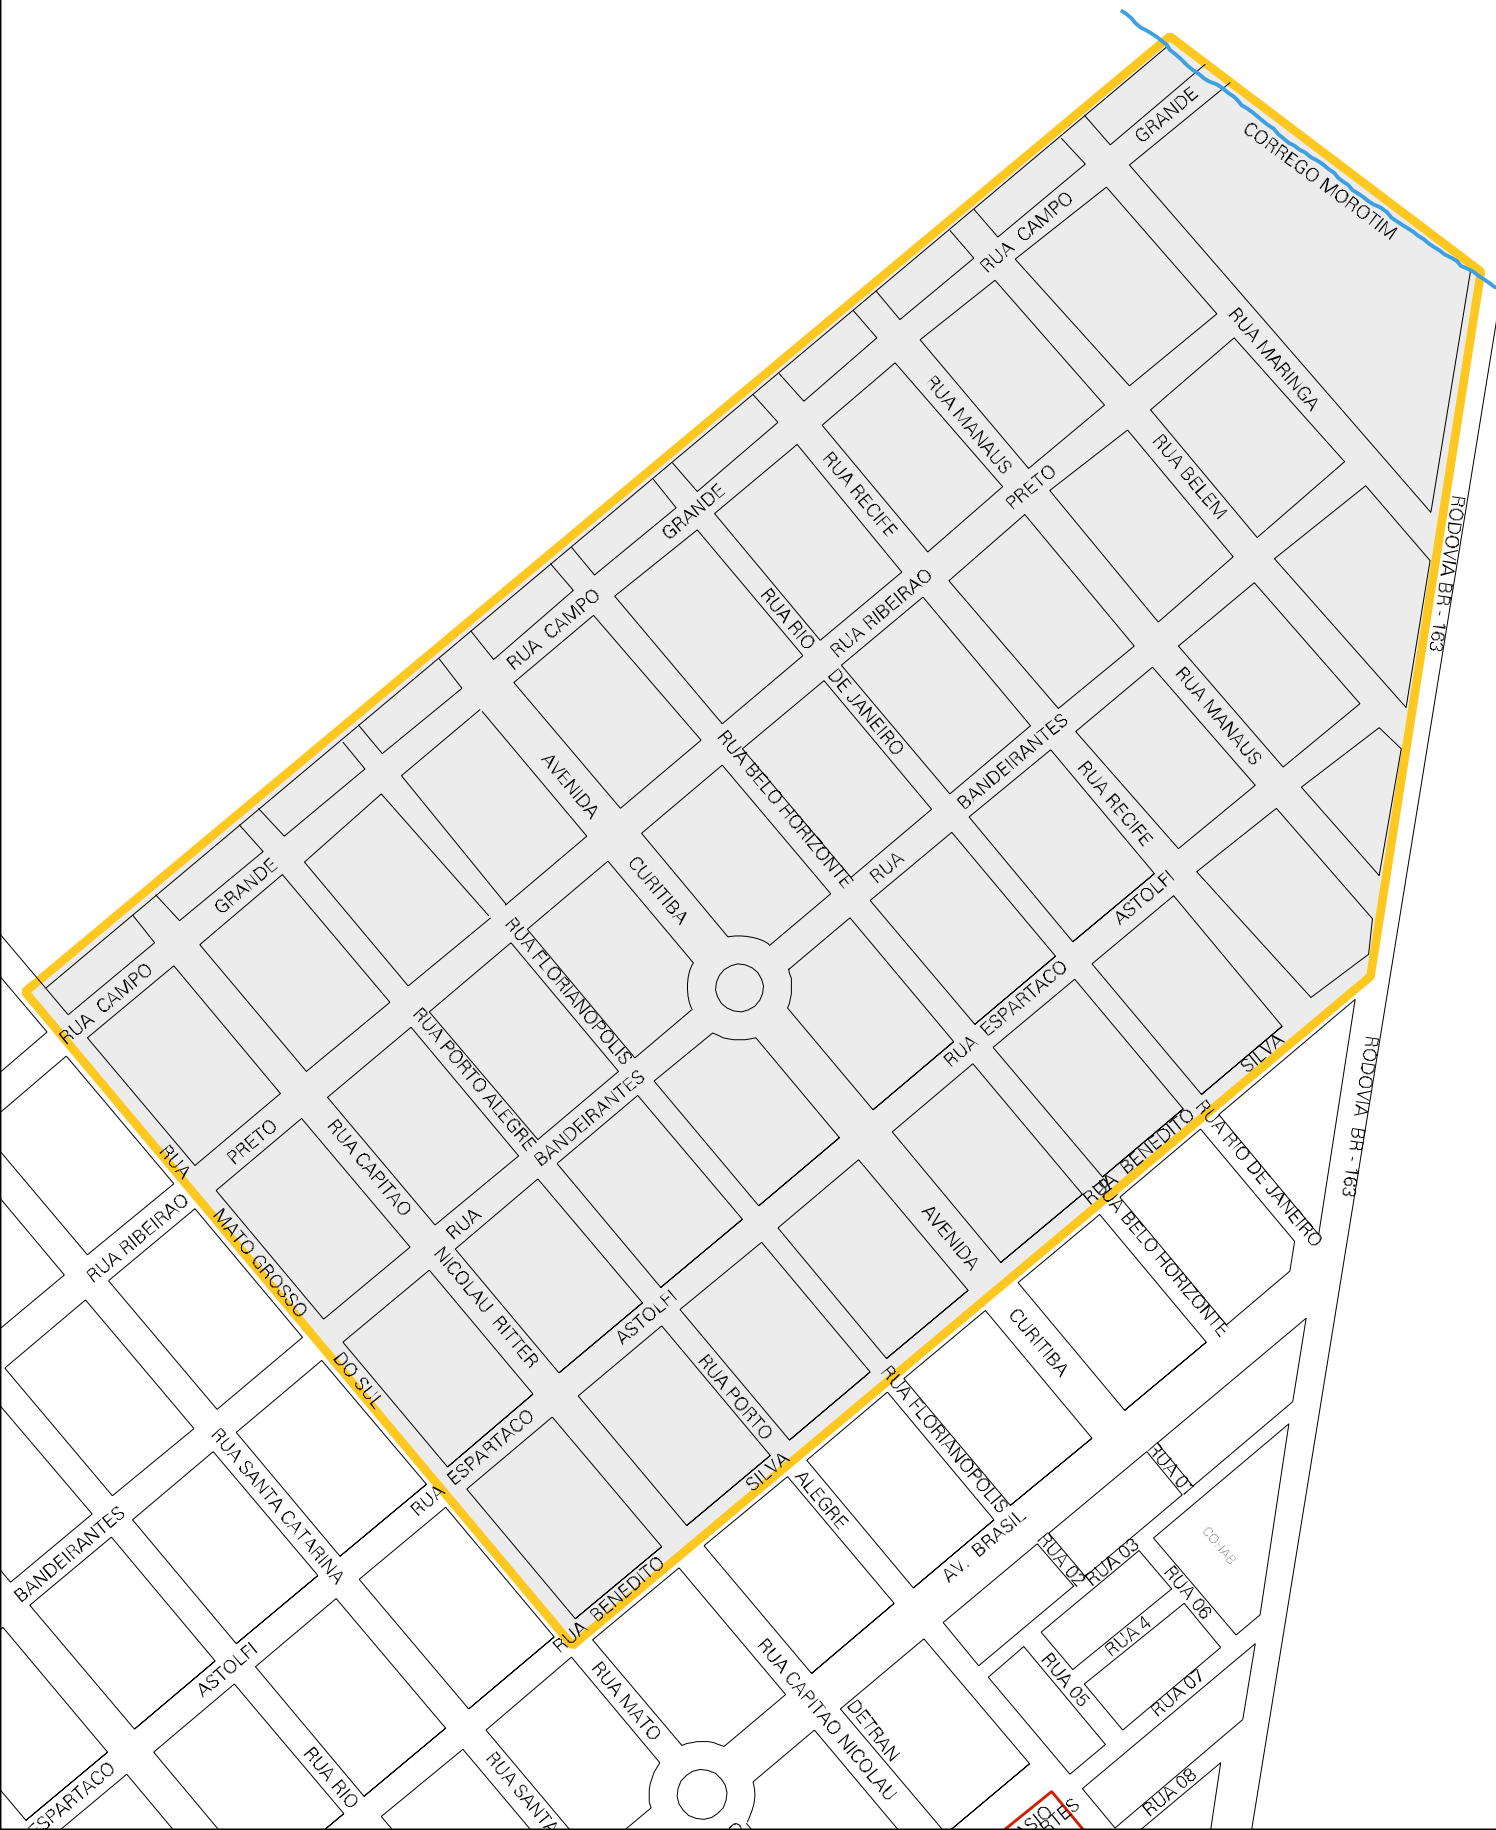 GRANDE
CORREGO MOROTIM
RUA CAMPO
RUA MARINGA
RUA MANAUS
RUA BELEM
RUA RECIFE
PRETO
GRANDE
RODOVIA BR - 163
RUA RIO
RUA RIBEIRAO
RUA CAMPO
DE JANEIRO
RUA MANAUS
BANDEIRANTES
RUA BELO HORIZONTE
AVENIDA
RUA RECIFE
CURITIBA
RUA
GRANDE
ASTOLFI
RUA FLORIANOPOLIS
RUA CAMPO
RUA ESPARTACO
RUA PORTO ALEGRE
SILVA
RODOVIA BR - 163
BANDEIRANTES
RUA CAPITAO
PRETO
RUA
RUA BENEDITO
RUA RIO DE JANEIRO
RUA BELO HORIZONTE
RUA
MATO GROSSO
RUA RIBEIRAO
AVENIDA
NICOLAU RITTER
ASTOLFI
CURITIBA
DO SUL
RUA PORTO
RUA FLORIANOPOLIS
RUA ESPARTACO
RUA SANTA CATARINA
SILVA
ALEGRE
RUA 01
BANDEIRANTES
AV. BRASIL
RUA 02
RUA 03
COHAB
RUA 06
RUA BENEDITO
RUA 4
ASTOLFI
RUA MATO
RUA CAPITAO NICOLAU
RUA 05
RUA 07
DETRAN
RUA RIO
RUA SANTA
RUA 08
ESPARTACO